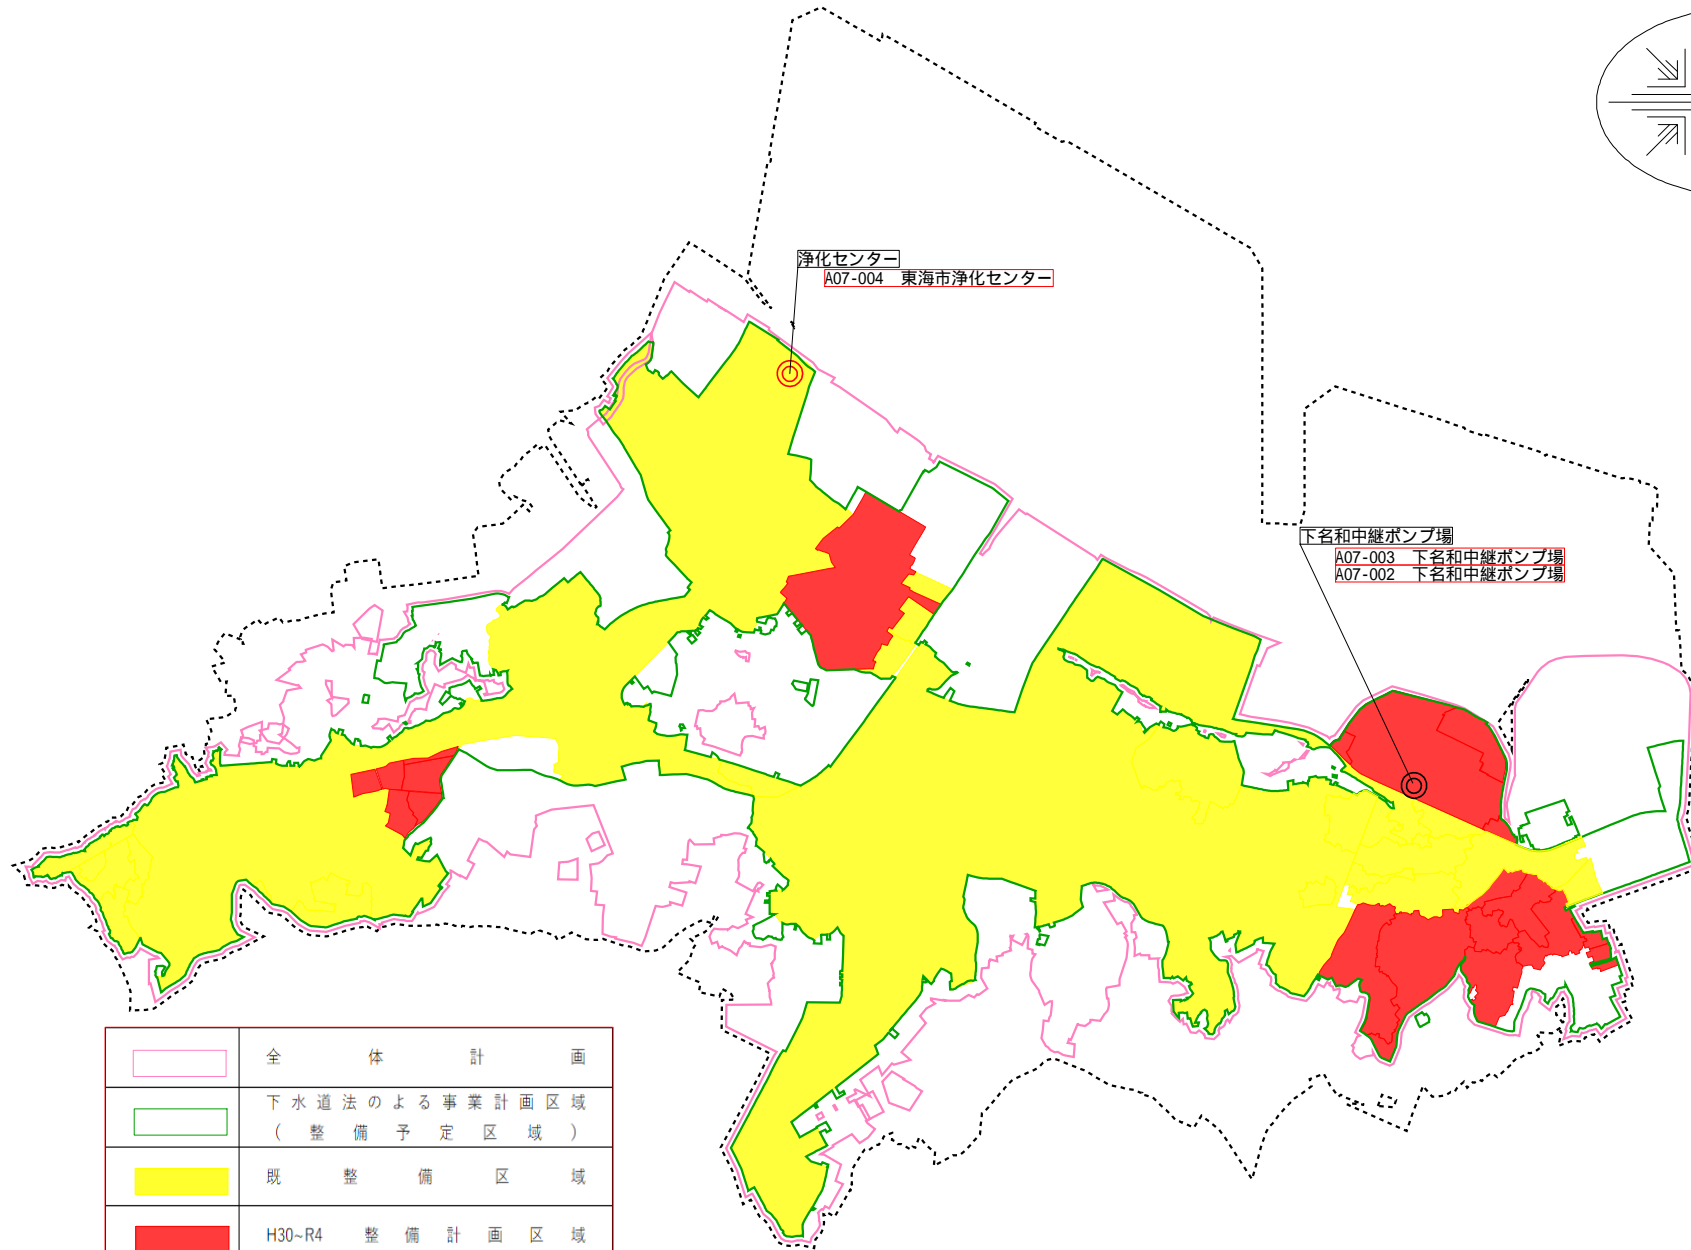 浄化センター
A07-004 東海市浄化センター
下名和中継ポンプ場
A07-003 下名和中継ポンプ場
A07-002 下名和中継ポンプ場
全体計画
下水道法のよる事業計画区域
(整備予定区域)
既整備区域
H30~R4 整備計画区域